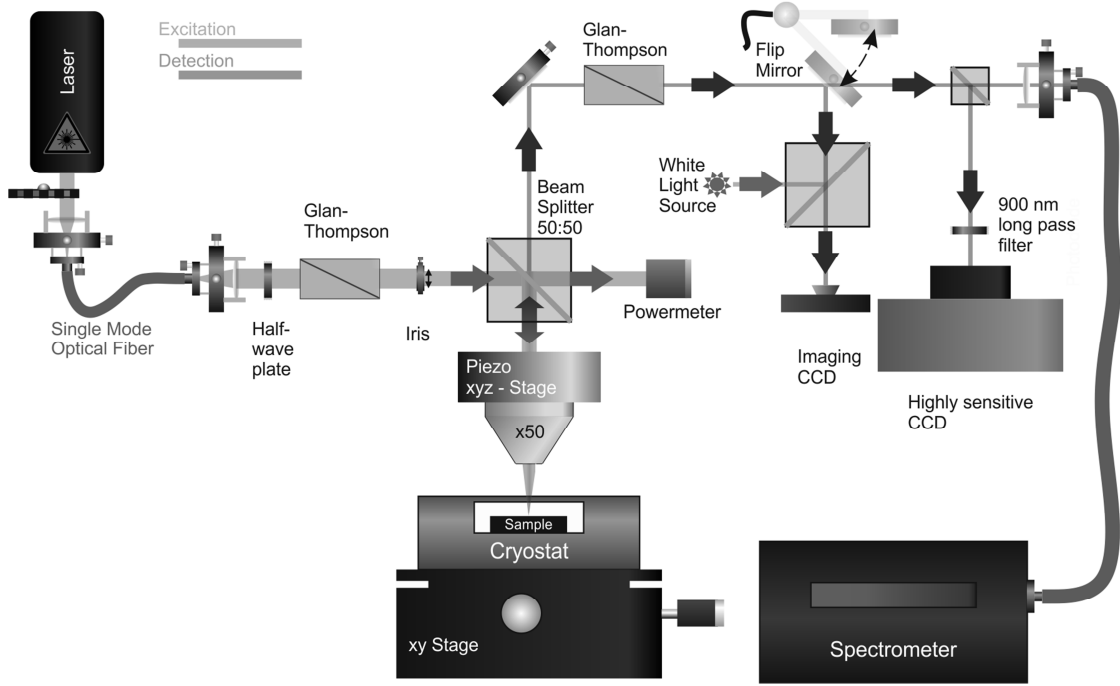 Laser
Excitation
Detection
Glan-
Thompson
Flip
Mirror
White
Light
Source
Beam
Splitter
50:50
Glan-
Thompson
900 nm
long pass
filter
Single Mode
Optical Fiber
Half-
wave
plate
Iris
Powermeter
Imaging
CCD
Highly sensitive
CCD
Piezo
xyz - Stage
x50
Sample
Cryostat
xy Stage
Spectrometer